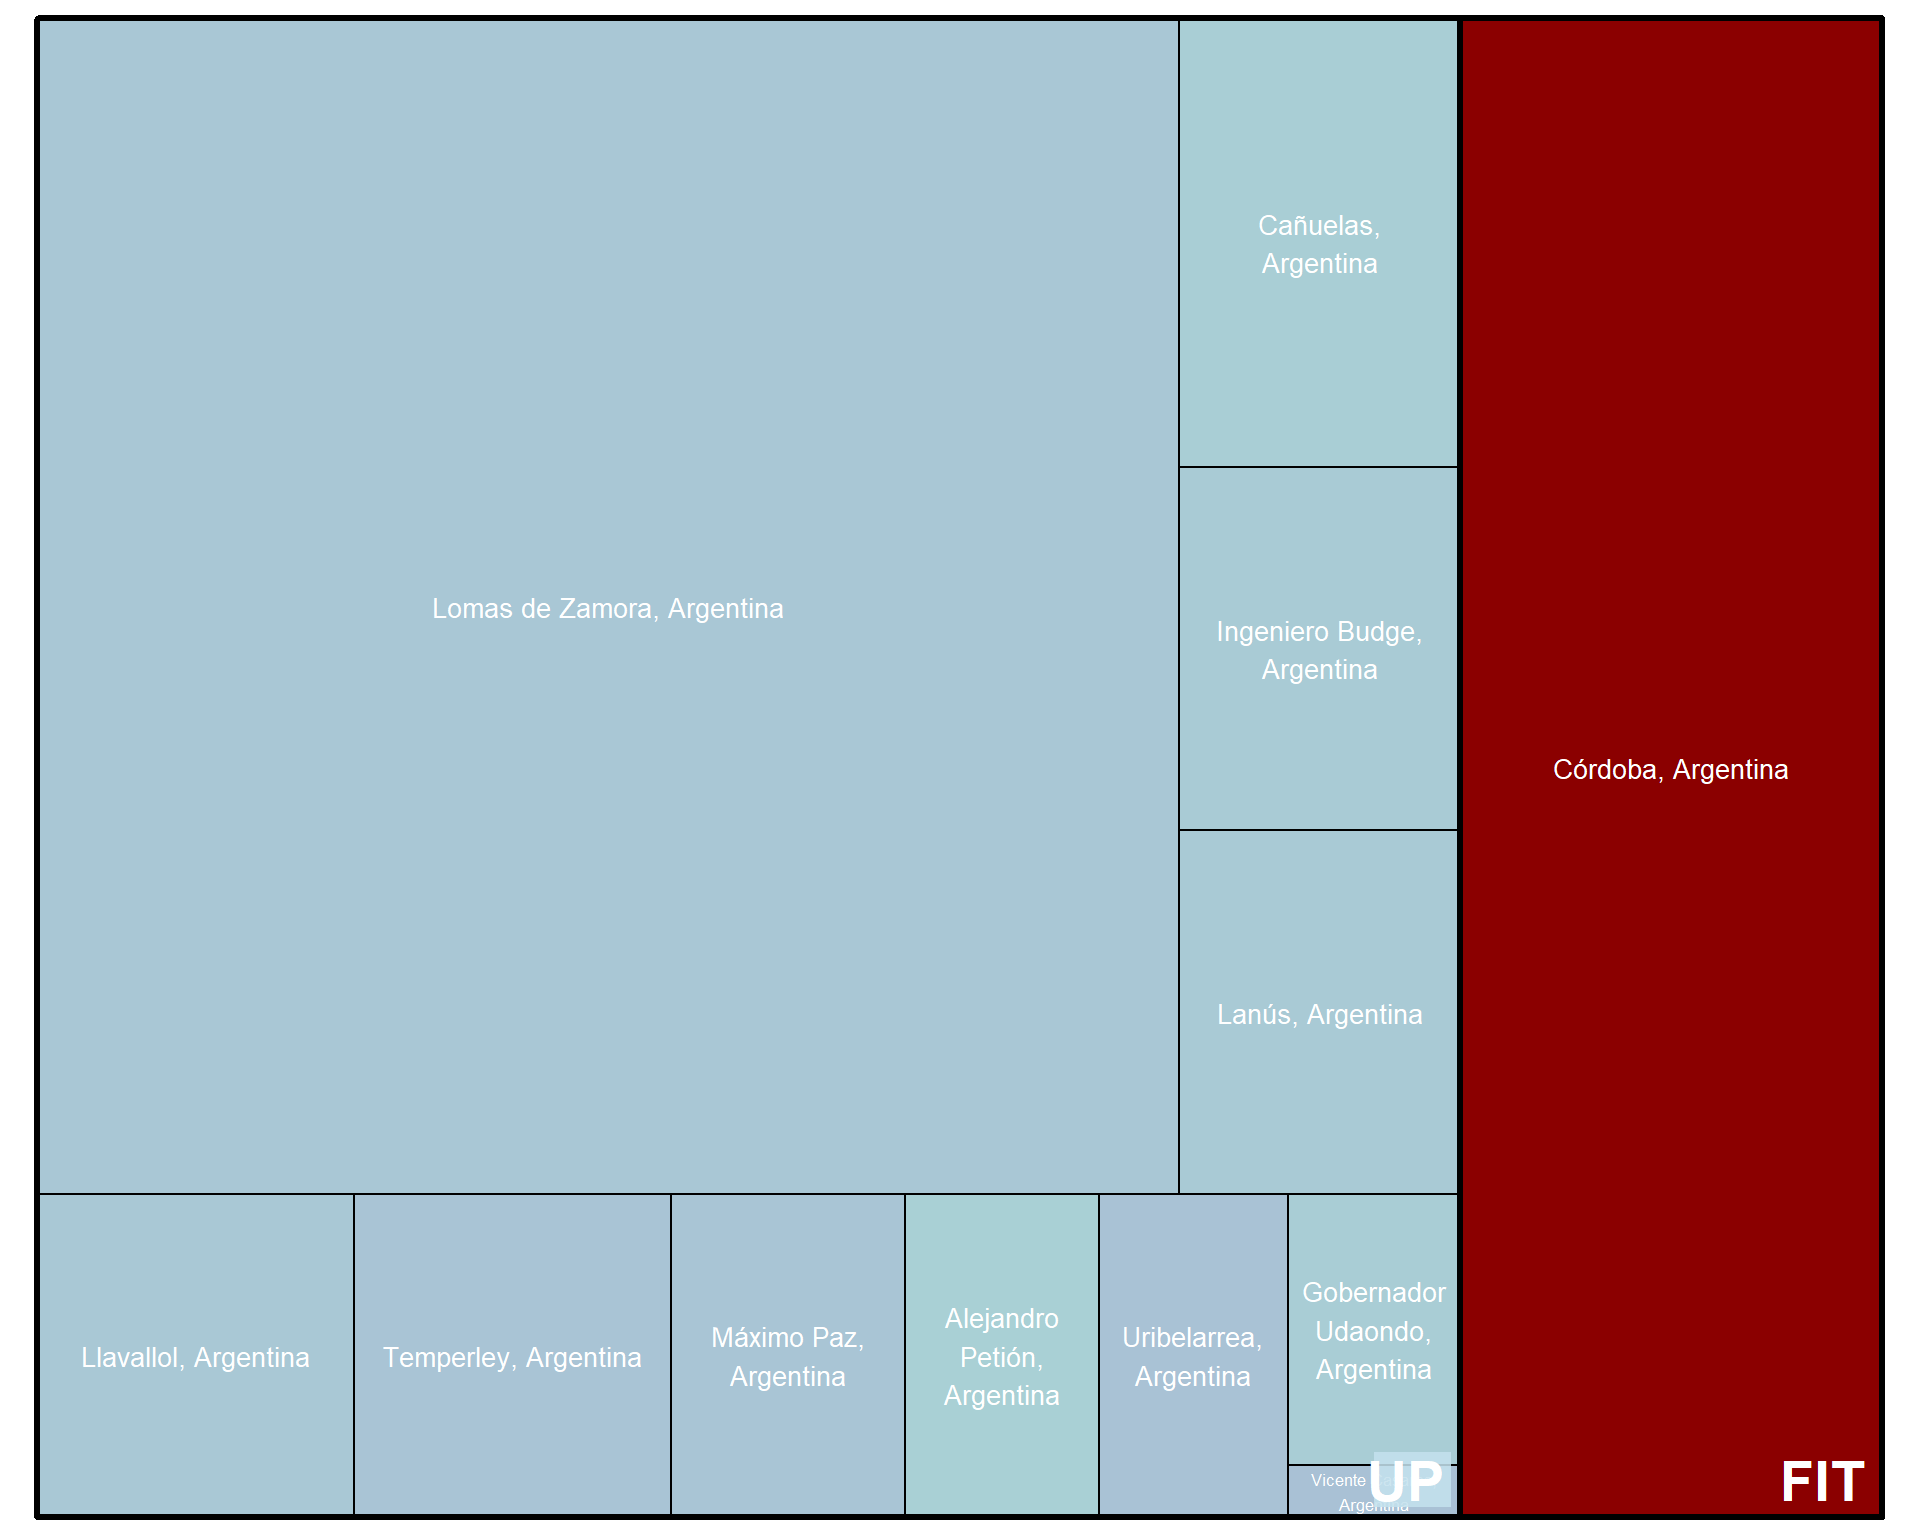 Cañuelas,
Argentina
Lomas de Zamora, Argentina
Ingeniero Budge,
Argentina
Córdoba, Argentina
Lanús, Argentina
Llavallol, Argentina
Temperley, Argentina
Máximo Paz,
Argentina
Alejandro
Petión,
Argentina
Uribelarrea,
Argentina
Gobernador
Udaondo,
Argentina
Vicente
Argentina
UP
FIT